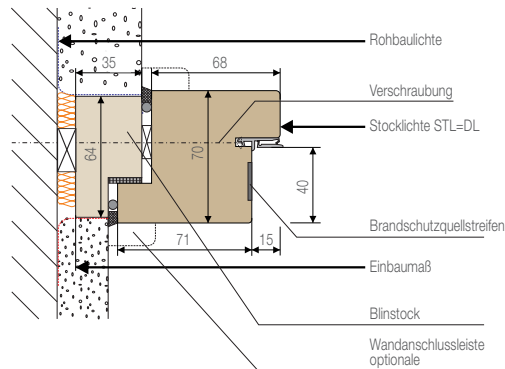 Rohbaulichte
35
68
Verschraubung
Stocklichte STL=DL
64
70
40
Brandschutzquellstreifen
71
15
Einbaumaß
Blinstock
Wandanschlussleiste
optionale